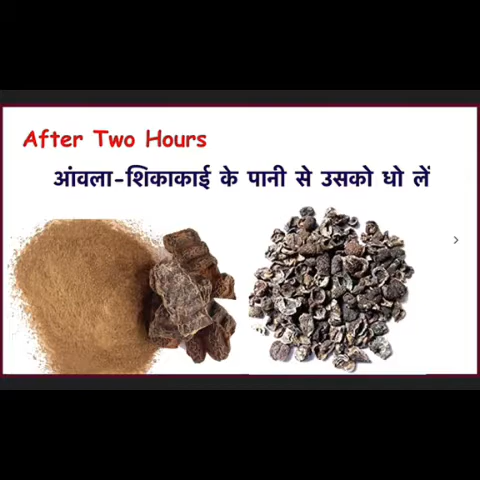 After Two Hours
आंवला-शिकाकाई के पानी से उसको धो लें